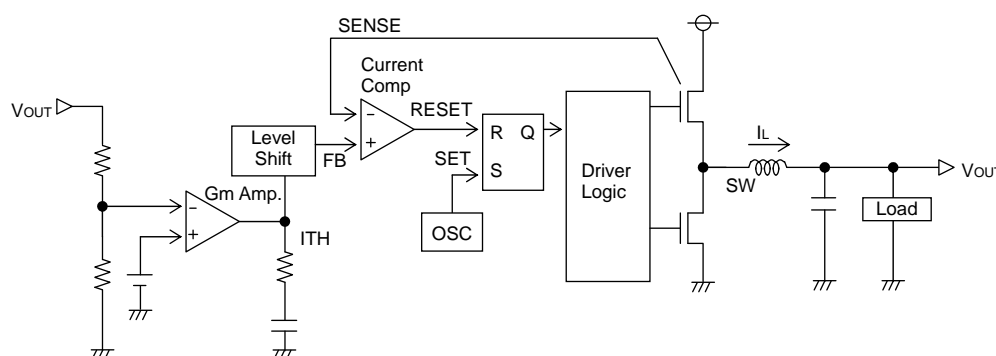 SENSE
Current
Comp
VOUT
RESET
R Q
IL
Level
Shift
FB
SET
S
Driver
Logic
SW
VOUT
Gm Amp.
Load
OSC
ITH